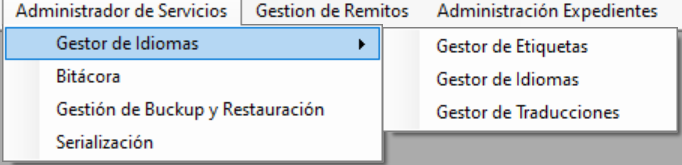 Administrador de Servicios Gestion de Remitos Administración Expedientes
Gestor de Idiomas
Bitácora
Gestión de Buckup y Restauración
Serialización
Gestor de Etiquetas
Gestor de Idiomas
Gestor de Traducciones